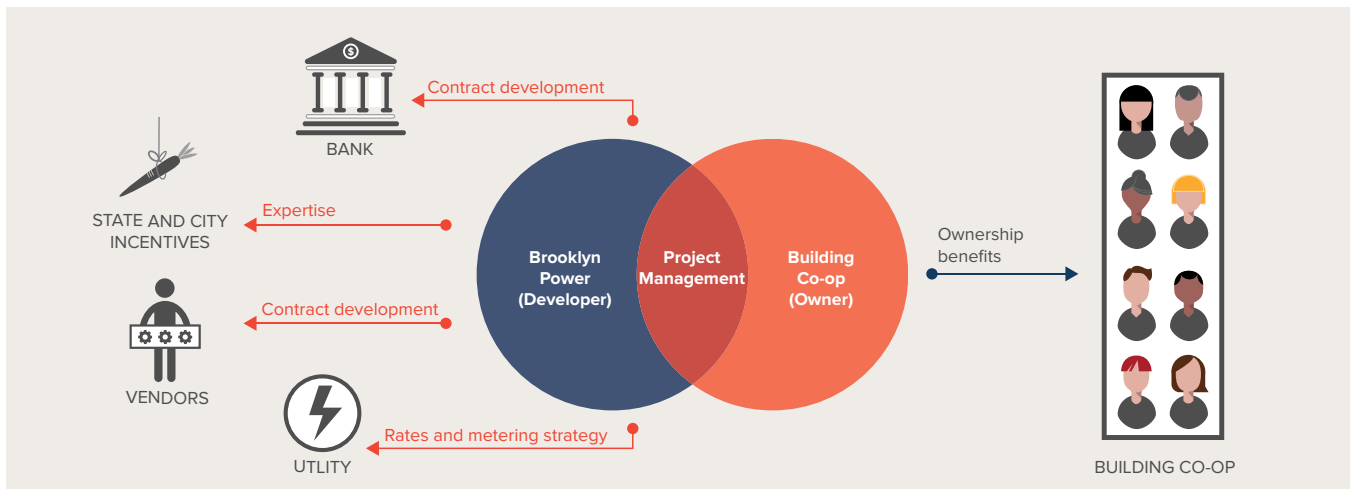 $
Contract development
BANK
Expertise
STATE AND CITY
INCENTIVES
Contract development
VENDORS
Rates and metering strategy
UTLITY
Brooklyn
Power
(Developer)
Project
Management
Building
Co-op
(Owner)
Ownership
benefits
BUILDING CO-OP